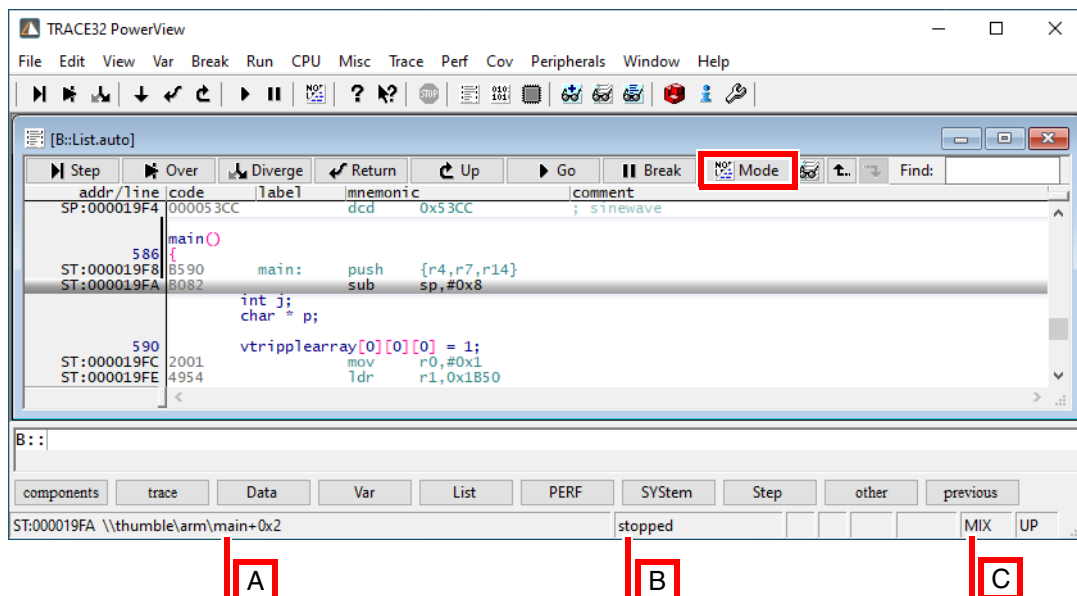 TRACE32 PowerView
File Edit View Var Break Run CPU Misc Trace Perf Cov Peripherals Window Help
[B::List.auto]
Step Over Diverge Return Up Go Break Mode t.. Find:
addr/line code label mnemonic comment
SP:000019F4 000053CC dcd 0x53CC ; sinewave
main()
586 {
ST:000019F8 B590 main: push {r4,r7,r14}
ST:000019FA B082 sub sp,#0x8
int j;
char * p;
590 vtripplearray[0][0][0] = 1;
ST:000019FC 2001 mov r0,#0x1
ST:000019FE 4954 ldr r1,0x1B50
B::
components trace Data Var List PERF SYStem Step other previous
ST:000019FA \\thumble\arm\main+0x2 stopped MIX UP
A B C